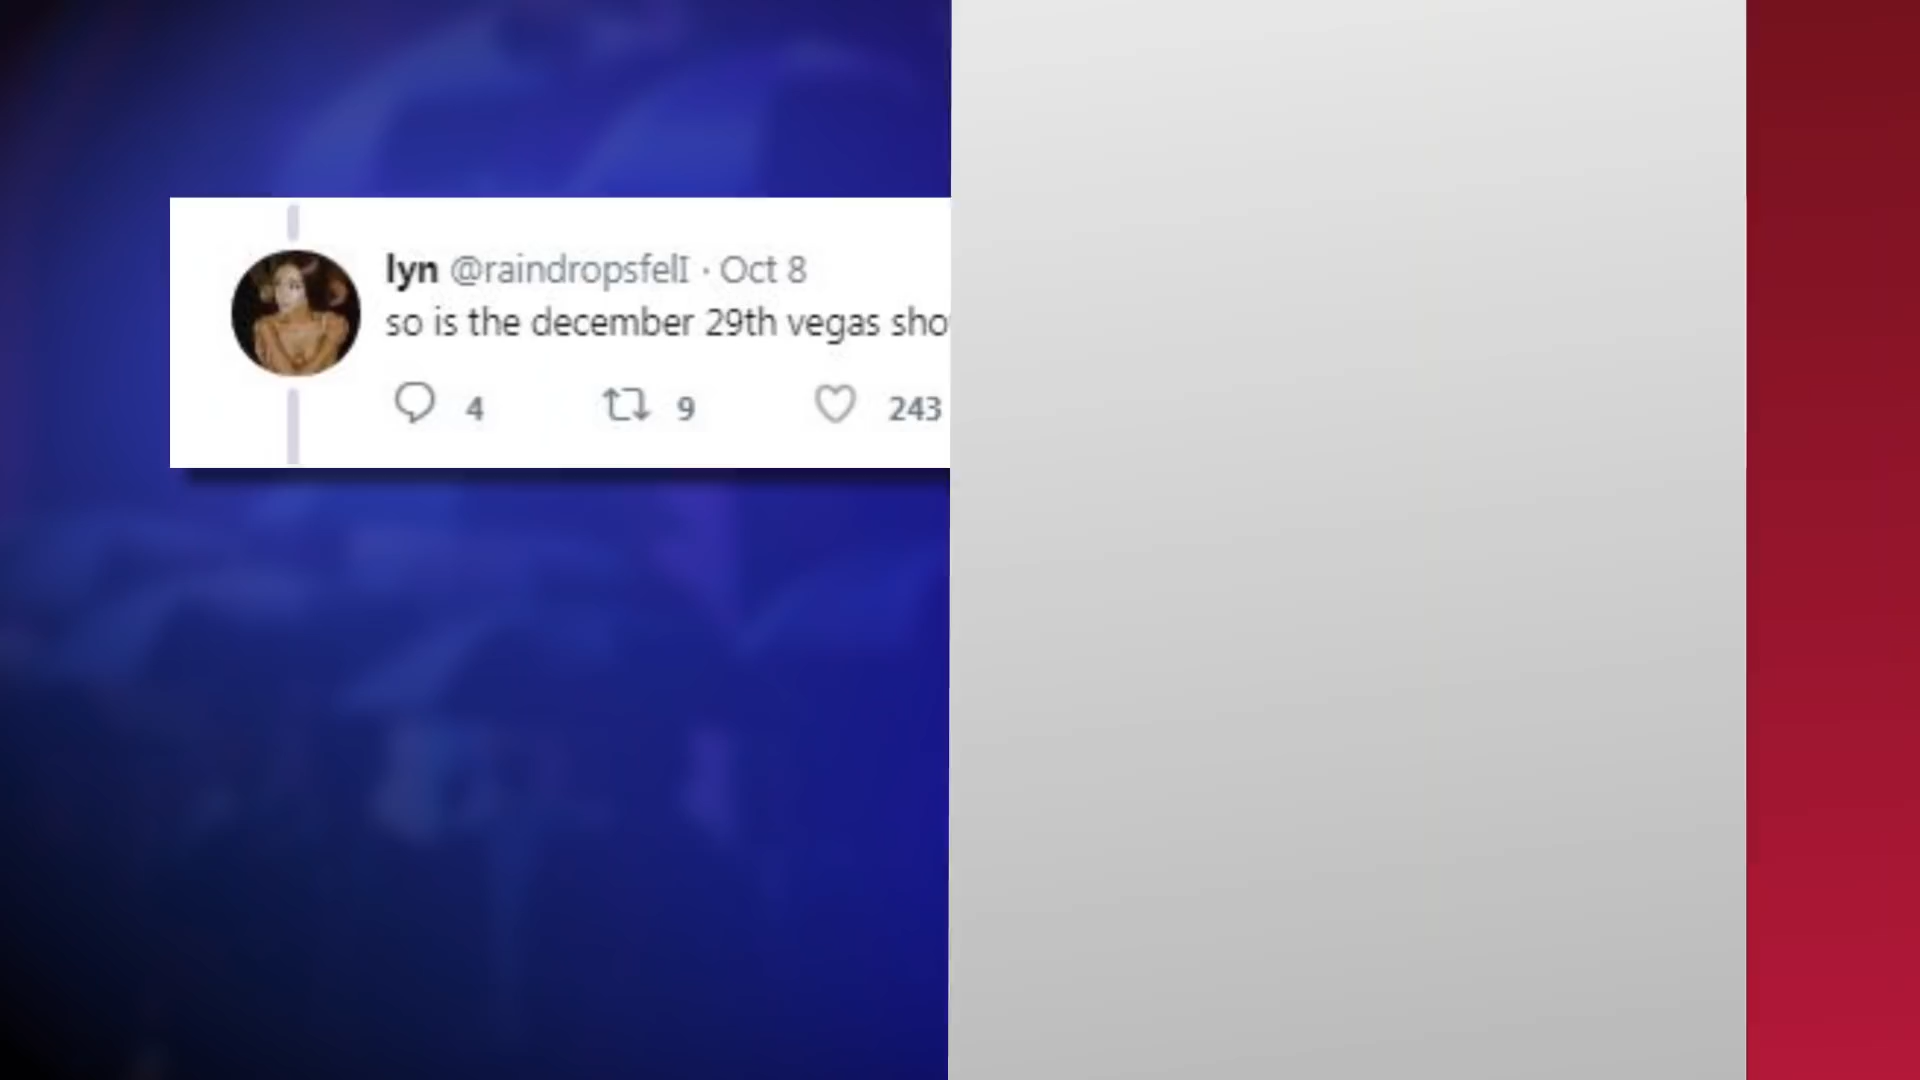 lyn @raindropsfelI · Oct 8
so is the december 29th vegas sho
4 9 243